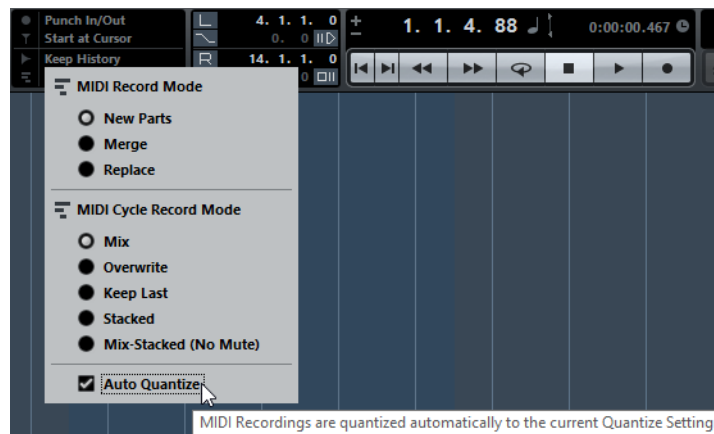 Punch In/Out
Start at Cursor
Keep History
L 4. 1. 1. 0
0. 0
R 14. 1. 1. 0
0
1. 1. 4. 88
0:00:00.467
MIDI Record Mode
New Parts
Merge
Replace
MIDI Cycle Record Mode
Mix
Overwrite
Keep Last
Stacked
Mix-Stacked (No Mute)
Auto Quantize
MIDI Recordings are quantized automatically to the current Quantize Setting